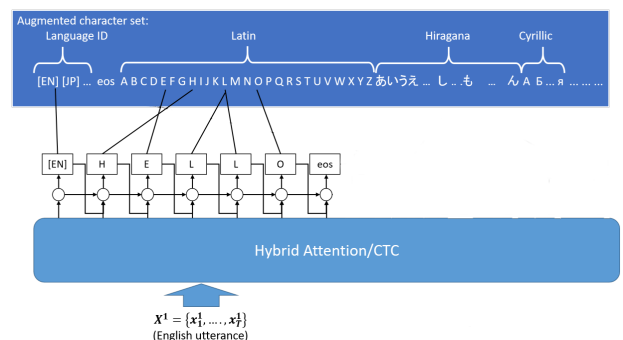 Augmented character set:
Language ID Latin Hiragana Cyrillic
[EN] [JP] ... eos A B C D E F G H I J K L M N O P Q R S T U V W X Y Z あ い う え ... し .. .も ... ん А Б ... я ... ... ...
[EN] H E L L O eos
Hybrid Attention/CTC
X¹ = {x₁¹, ...., x_T¹}
(English utterance)